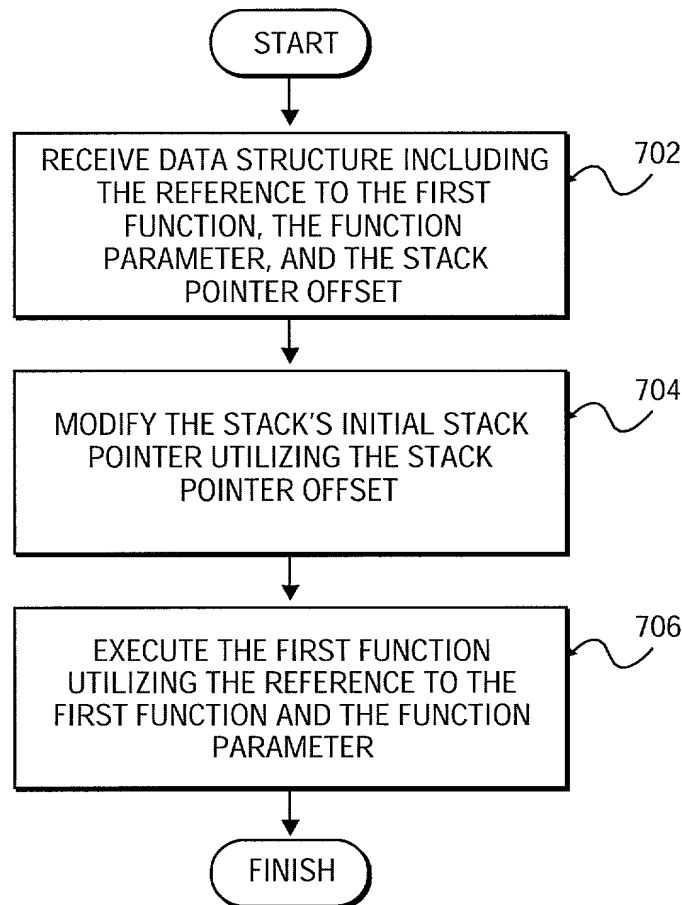 START
RECEIVE DATA STRUCTURE INCLUDING
THE REFERENCE TO THE FIRST
FUNCTION, THE FUNCTION
PARAMETER, AND THE STACK
POINTER OFFSET
702
MODIFY THE STACK'S INITIAL STACK
POINTER UTILIZING THE STACK
POINTER OFFSET
704
EXECUTE THE FIRST FUNCTION
UTILIZING THE REFERENCE TO THE
FIRST FUNCTION AND THE FUNCTION
PARAMETER
706
FINISH